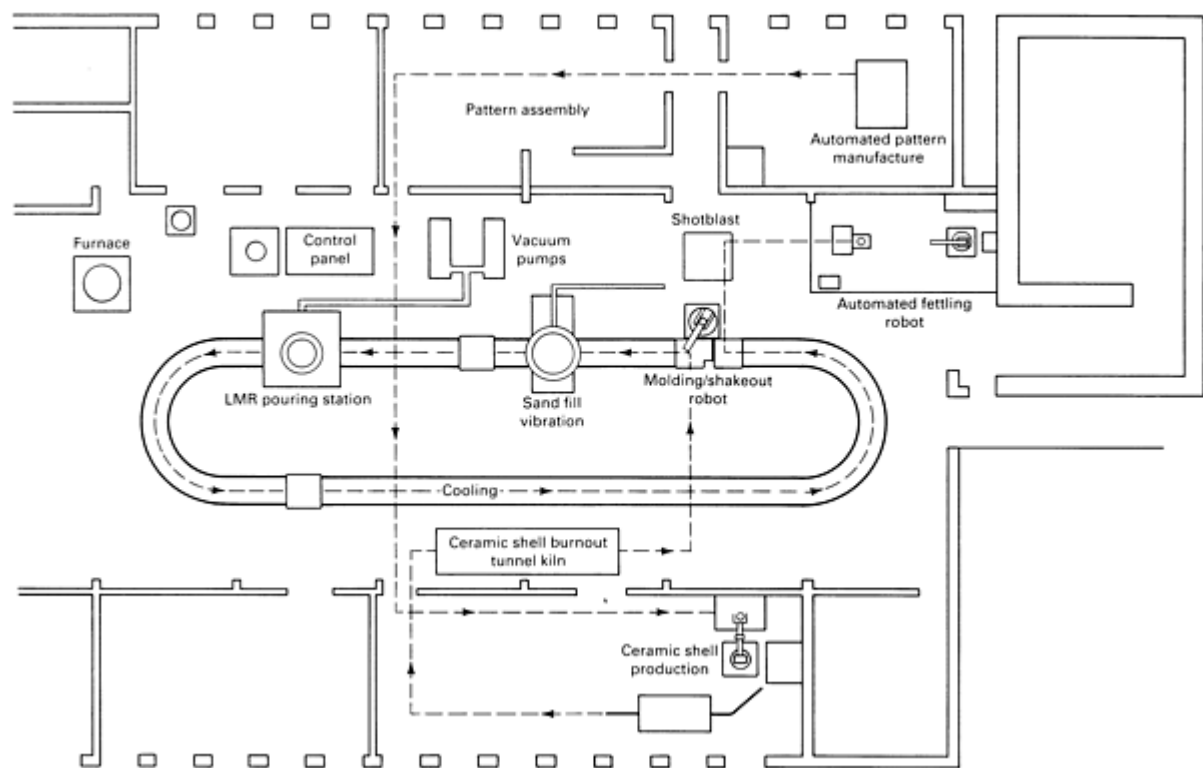 Pattern assembly
Automated pattern
manufacture
Furnace
Control
panel
Vacuum
pumps
Shotblast
Automated fettling
robot
LMR pouring station
Sand fill
vibration
Molding/shakeout
robot
Cooling
Ceramic shell burnout
tunnel kiln
Ceramic shell
production